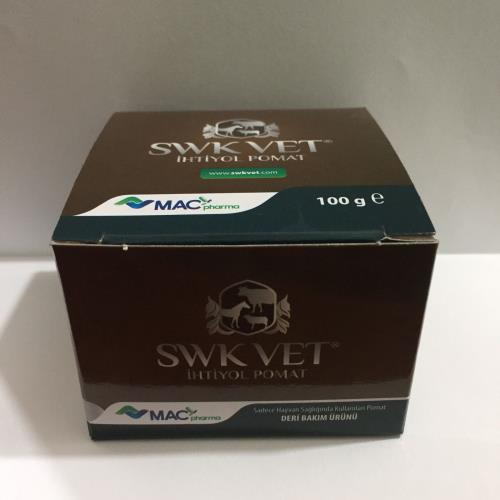 SWK VET®
İHTİYOL POMAT
www.swkvet.com
MAC pharma
100 g ℮
SWK VET®
İHTİYOL POMAT
MAC pharma
Sadece Hayvan Sağlığında Kullanılan Pomat
DERİ BAKIM ÜRÜNÜ